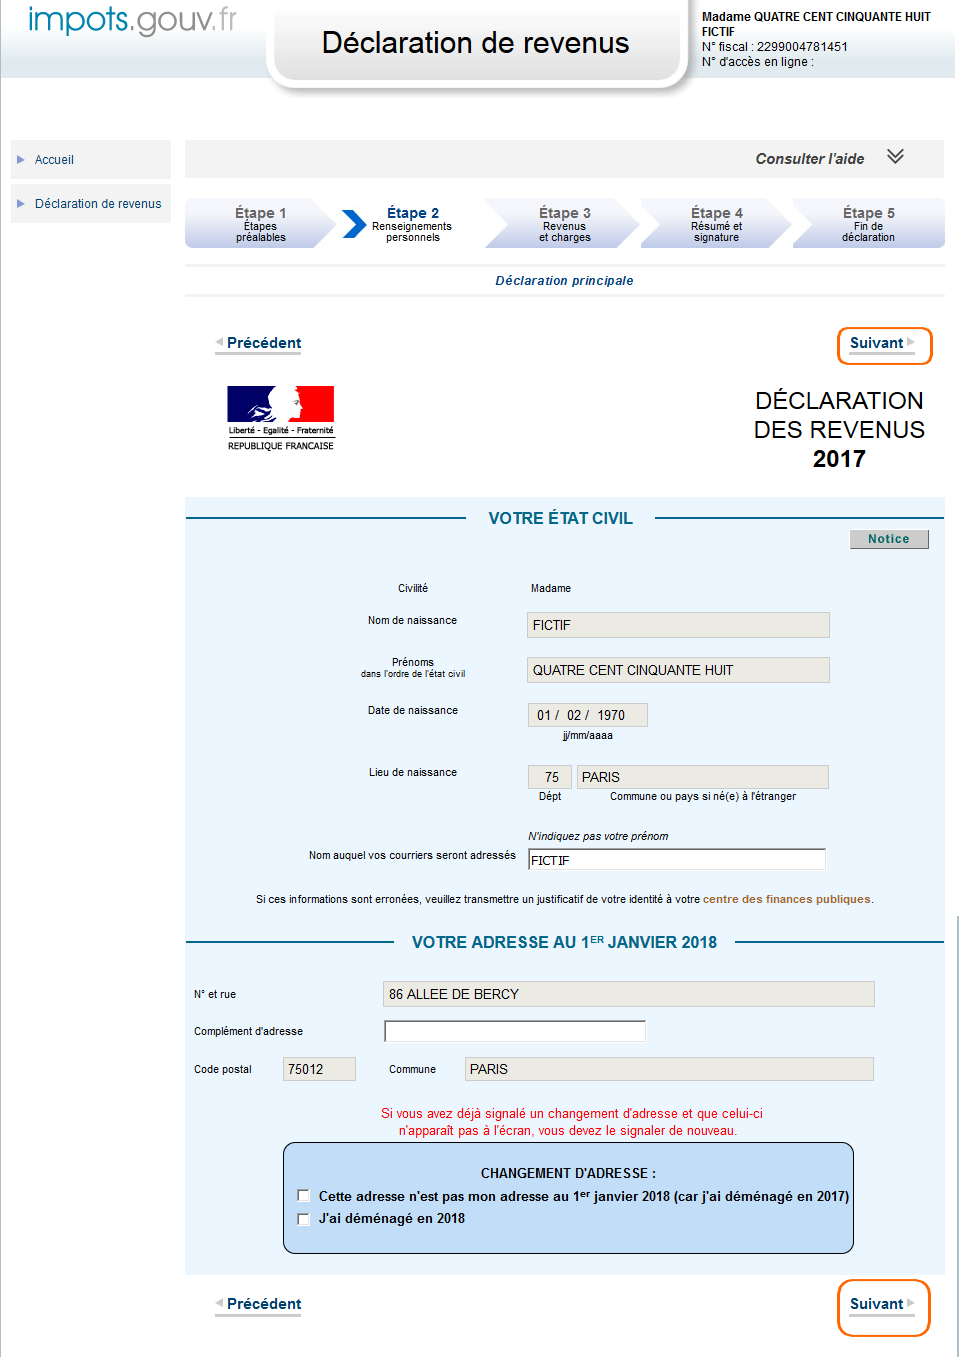 impots.gouv.fr
Déclaration de revenus
Madame QUATRE CENT CINQUANTE HUIT
FICTIF
N° fiscal : 2299004781451
N° d'accès en ligne :
Accueil
Déclaration de revenus
Consulter l'aide
Étape 1
Étapes
préalables
Étape 2
Renseignements
personnels
Étape 3
Revenus
et charges
Étape 4
Résumé et
signature
Étape 5
Fin de
déclaration
Déclaration principale
Précédent
Suivant
Liberté - Egalité - Fraternité
REPUBLIQUE FRANCAISE
DÉCLARATION
DES REVENUS
2017
VOTRE ÉTAT CIVIL
Notice
Civilité Madame
Nom de naissance FICTIF
Prénoms
dans l'ordre de l'état civil
QUATRE CENT CINQUANTE HUIT
Date de naissance 01 / 02 / 1970
jj/mm/aaaa
Lieu de naissance 75 PARIS
Dépt Commune ou pays si né(e) à l'étranger
N'indiquez pas votre prénom
Nom auquel vos courriers seront adressés FICTIF
Si ces informations sont erronées, veuillez transmettre un justificatif de votre identité à votre centre des finances publiques.
VOTRE ADRESSE AU 1ER JANVIER 2018
N° et rue 86 ALLEE DE BERCY
Complément d'adresse
Code postal 75012 Commune PARIS
Si vous avez déjà signalé un changement d'adresse et que celui-ci
n'apparaît pas à l'écran, vous devez le signaler de nouveau.
CHANGEMENT D'ADRESSE :
Cette adresse n'est pas mon adresse au 1er janvier 2018 (car j'ai déménagé en 2017)
J'ai déménagé en 2018
Précédent
Suivant